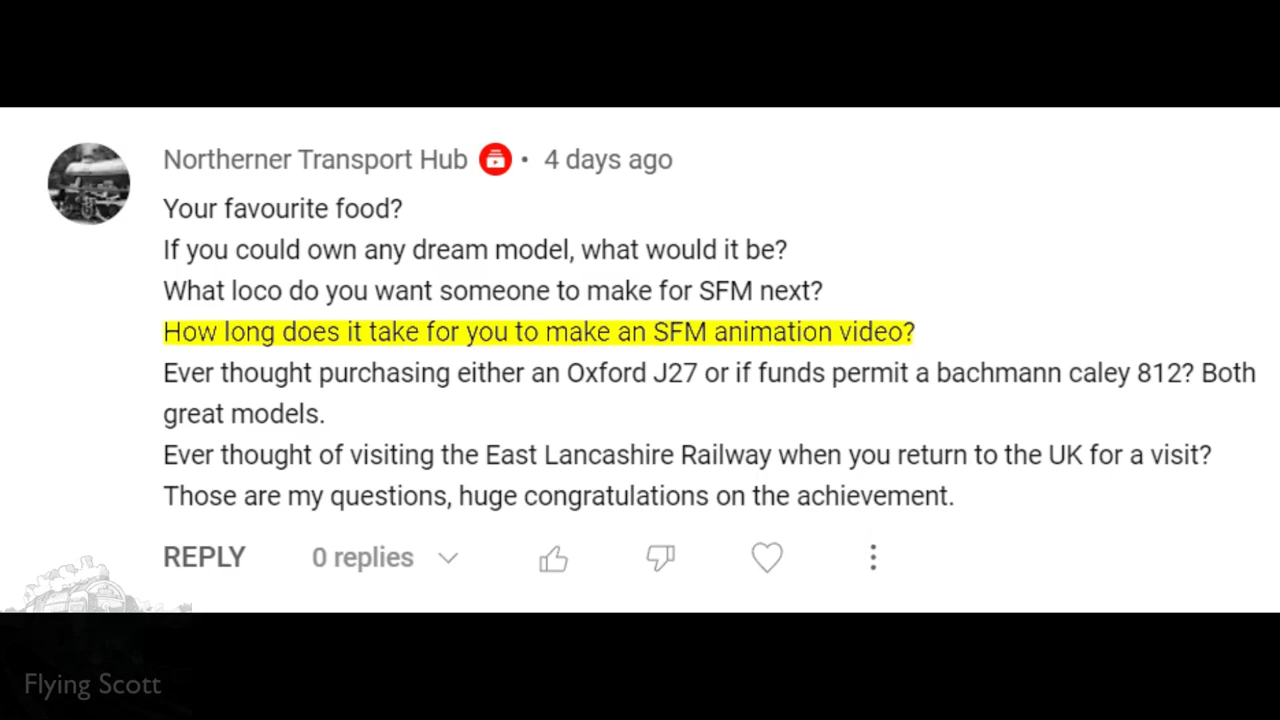 Northerner Transport Hub • 4 days ago
Your favourite food?
If you could own any dream model, what would it be?
What loco do you want someone to make for SFM next?
How long does it take for you to make an SFM animation video?
Ever thought purchasing either an Oxford J27 or if funds permit a bachmann caley 812? Both
great models.
Ever thought of visiting the East Lancashire Railway when you return to the UK for a visit?
Those are my questions, huge congratulations on the achievement.
REPLY 0 replies
Flying Scott